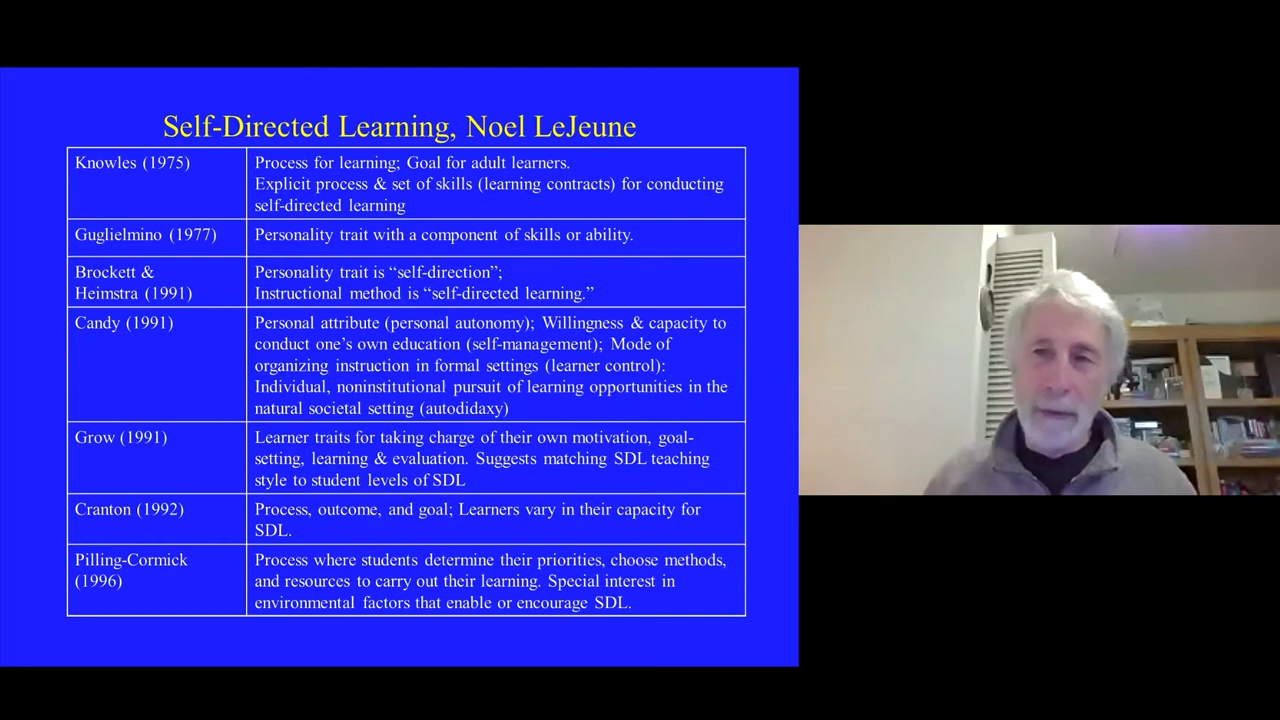 Self-Directed Learning, Noel LeJeune
Knowles (1975)
Process for learning; Goal for adult learners.
Explicit process & set of skills (learning contracts) for conducting
self-directed learning
Guglielmino (1977)
Personality trait with a component of skills or ability.
Brockett &
Heimstra (1991)
Personality trait is “self-direction”;
Instructional method is “self-directed learning.”
Candy (1991)
Personal attribute (personal autonomy); Willingness & capacity to
conduct one’s own education (self-management); Mode of
organizing instruction in formal settings (learner control):
Individual, noninstitutional pursuit of learning opportunities in the
natural societal setting (autodidaxy)
Grow (1991)
Learner traits for taking charge of their own motivation, goal-
setting, learning & evaluation. Suggests matching SDL teaching
style to student levels of SDL
Cranton (1992)
Process, outcome, and goal; Learners vary in their capacity for
SDL.
Pilling-Cormick
(1996)
Process where students determine their priorities, choose methods,
and resources to carry out their learning. Special interest in
environmental factors that enable or encourage SDL.